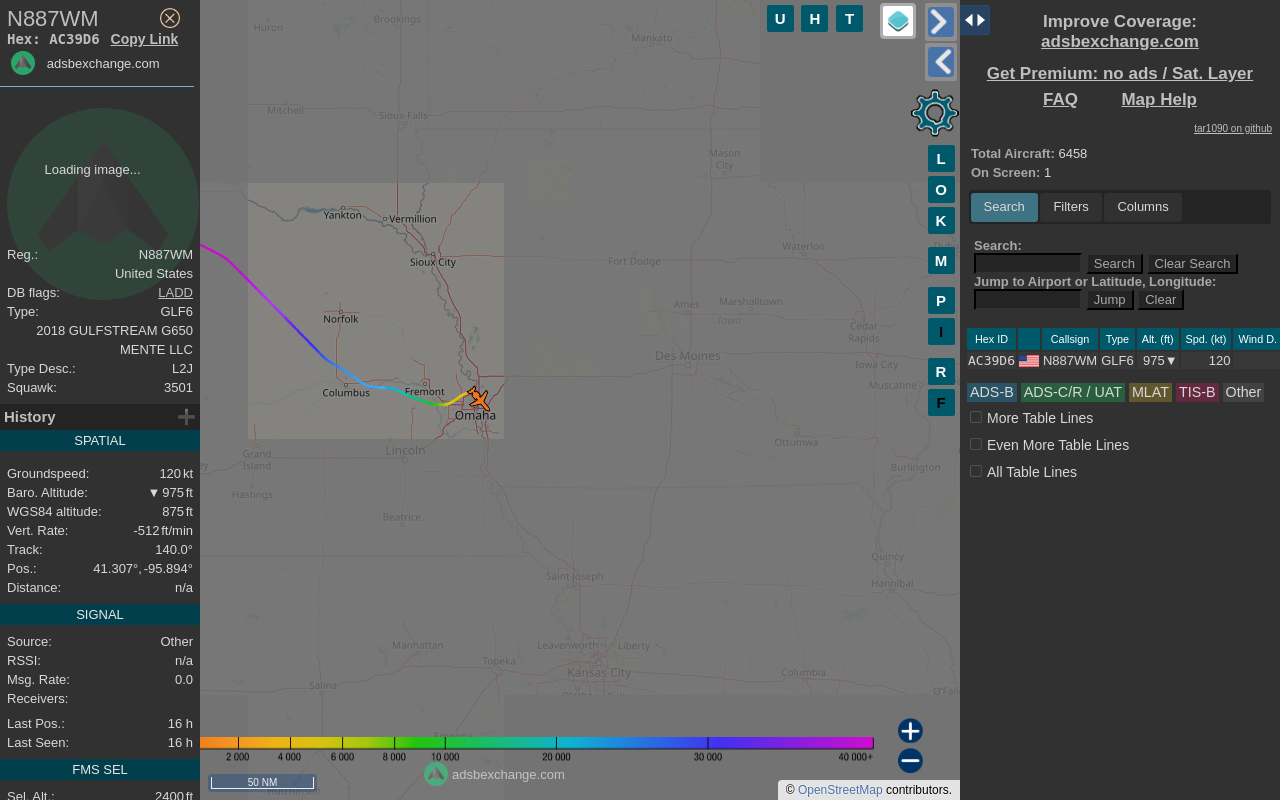 N887WM
Hex: AC39D6 Copy Link
adsbexchange.com
Loading image...
Reg.: N887WM
United States
DB flags: LADD
Type: GLF6
2018 GULFSTREAM G650
MENTE LLC
Type Desc.: L2J
Squawk: 3501
History
SPATIAL
Groundspeed: 120 kt
Baro. Altitude: ▼ 975 ft
WGS84 altitude: 875 ft
Vert. Rate: -512 ft/min
Track: 140.0°
Pos.: 41.307°, -95.894°
Distance: n/a
SIGNAL
Source: Other
RSSI: n/a
Msg. Rate: 0.0
Receivers:
Last Pos.: 16 h
Last Seen: 16 h
FMS SEL
Sel. Alt.: 2400 ft
Huron
Brookings
Mankato
Mitchell
Sioux Falls
Mason
City
Yankton
Vermillion
Sioux City
Fort Dodge
Waterloo
Norfolk
Ames
Marshalltown
Iowa
Cedar
Rapids
Des Moines
Iowa City
Columbus
Fremont
Muscatine
Omaha
Lincoln
Grand
Island
Ottumwa
Burlington
Hastings
Beatrice
Quincy
Saint Joseph
Hannibal
Manhattan
Leavenworth
Liberty
Topeka
Kansas City
Columbia
Salina
O'Fallon
U H T
L
O
K
M
P
I
R
F
2 000 4 000 6 000 8 000 10 000 20 000 30 000 40 000+
50 NM
adsbexchange.com
© OpenStreetMap contributors.
Improve Coverage:
adsbexchange.com
Get Premium: no ads / Sat. Layer
FAQ Map Help
tar1090 on github
Total Aircraft: 6458
On Screen: 1
Search Filters Columns
Search:
Search Clear Search
Jump to Airport or Latitude, Longitude:
Jump Clear
Hex ID Callsign Type Alt. (ft) Spd. (kt) Wind D.
AC39D6 N887WM GLF6 975▼ 120
ADS-B ADS-C/R / UAT MLAT TIS-B Other
More Table Lines
Even More Table Lines
All Table Lines